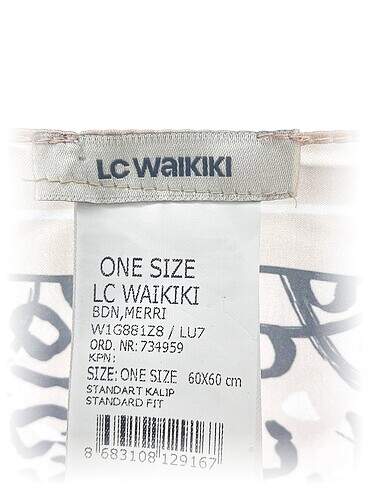 LC WAIKIKI
ONE SIZE
LC WAIKIKI
BDN,MERRI
W1G881Z8 / LU7
ORD. NR: 734959
KPN:
SIZE: ONE SIZE 60X60 cm
STANDART KALIP
STANDARD FIT
8 683108 129167